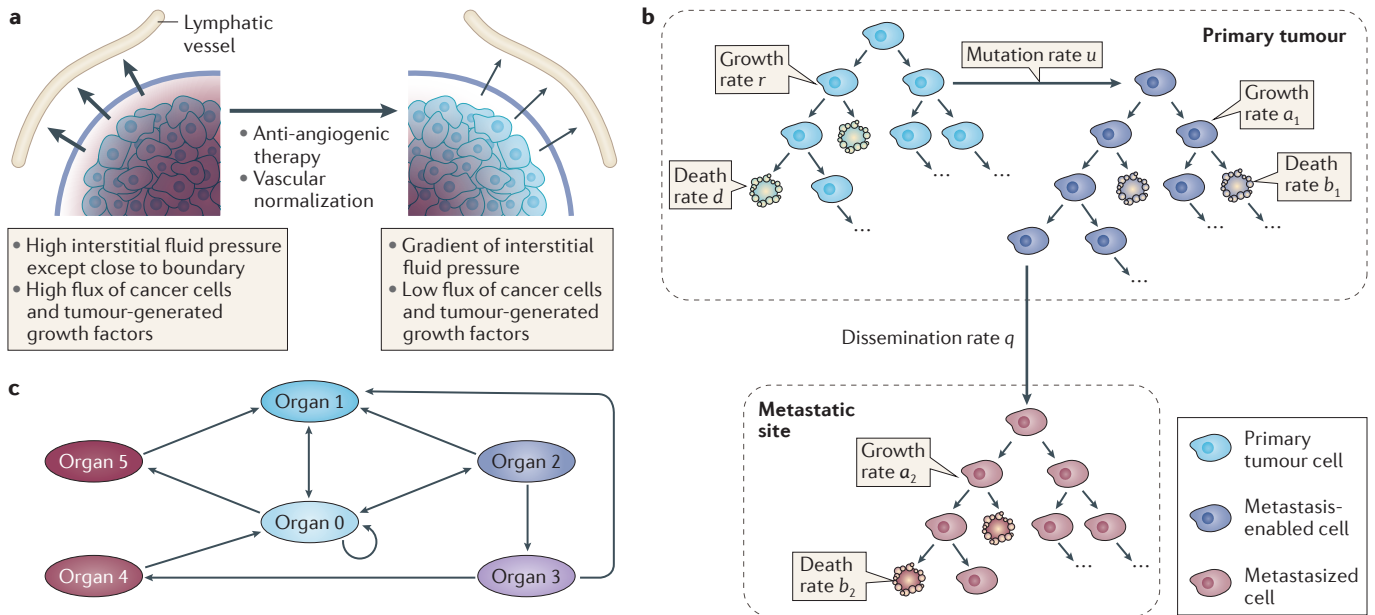 a
Lymphatic
vessel
• Anti-angiogenic
therapy
• Vascular
normalization
• High interstitial fluid pressure
except close to boundary
• High flux of cancer cells
and tumour-generated
growth factors
• Gradient of interstitial
fluid pressure
• Low flux of cancer cells
and tumour-generated
growth factors
b
Primary tumour
Growth
rate r
Mutation rate u
Growth
rate a₁
Death
rate d
Death
rate b₁
...
...
...
...
...
...
...
Dissemination rate q
Metastatic
site
Growth
rate a₂
Death
rate b₂
...
...
Primary
tumour cell
Metastasis-
enabled cell
Metastasized
cell
c
Organ 1
Organ 5
Organ 2
Organ 0
Organ 4
Organ 3